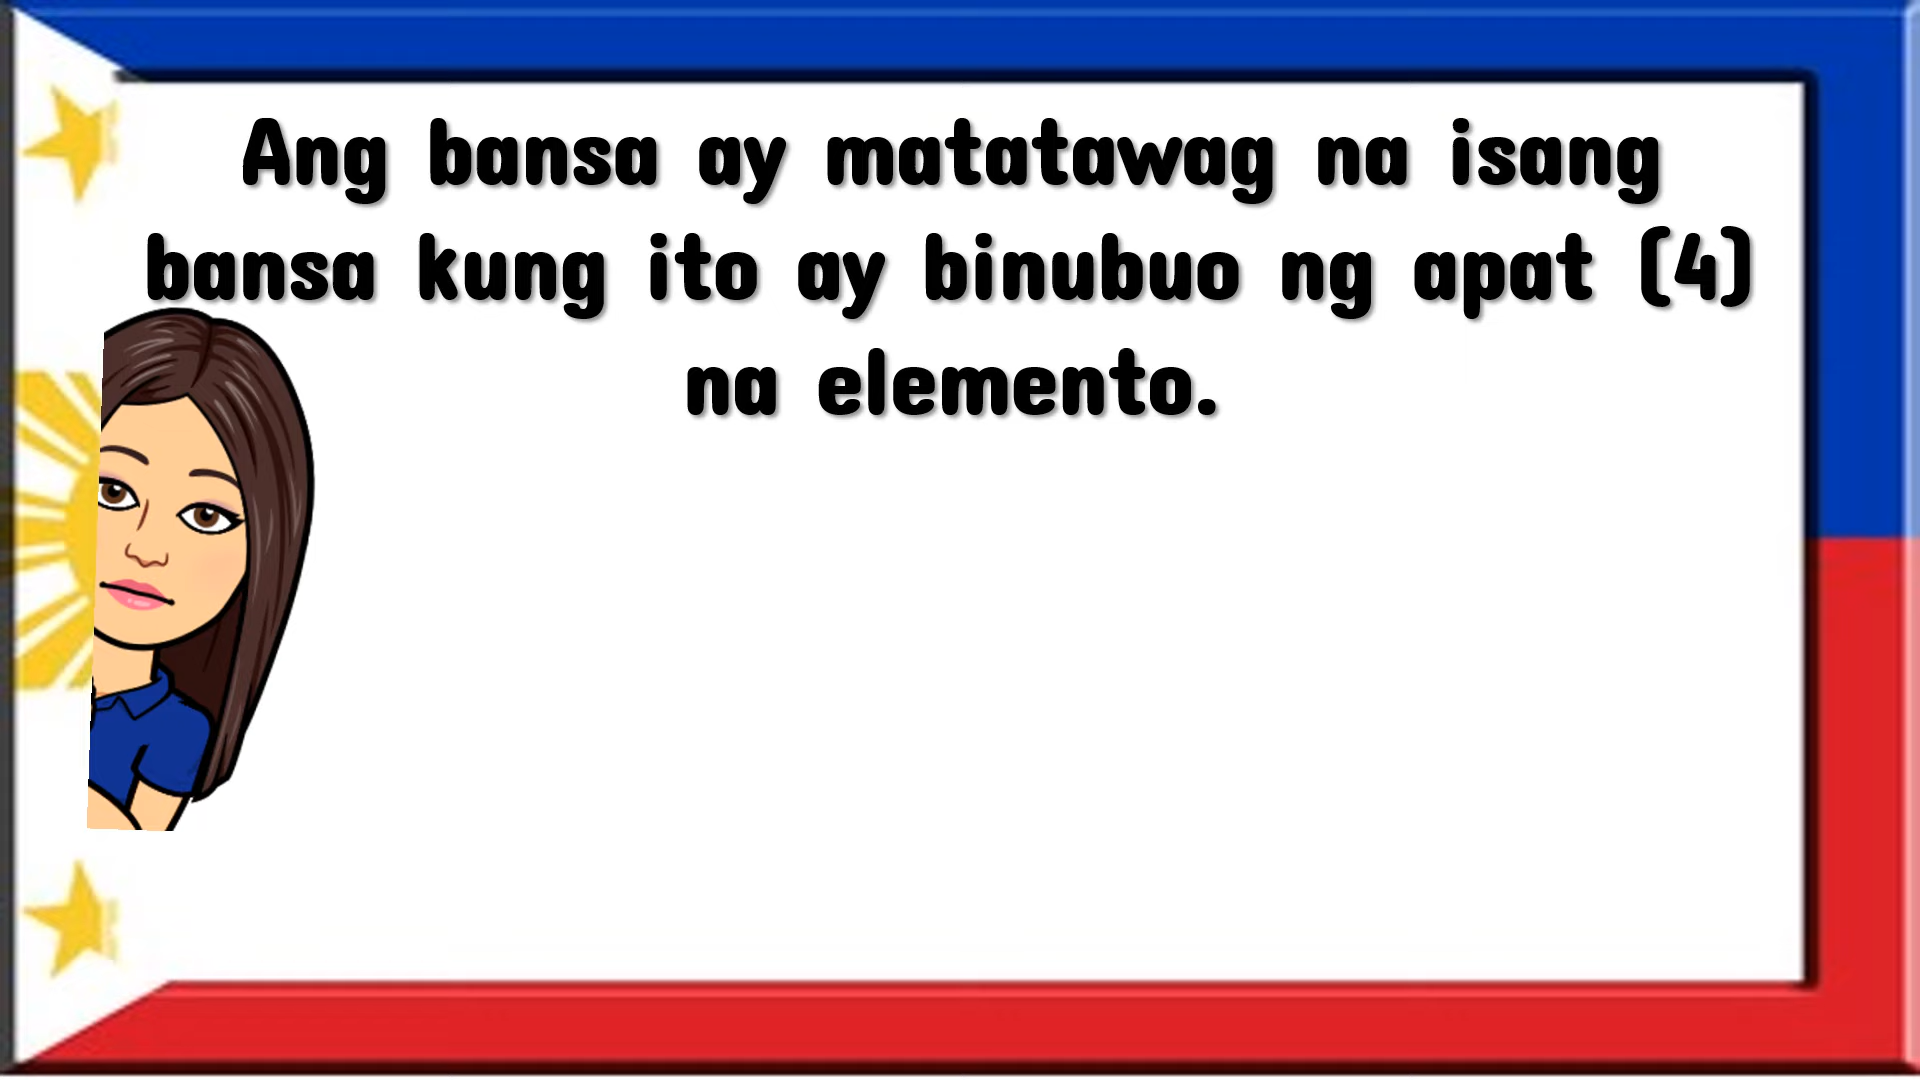 Ang bansa ay matatawag na isang
bansa kung ito ay binubuo ng apat (4)
na elemento.